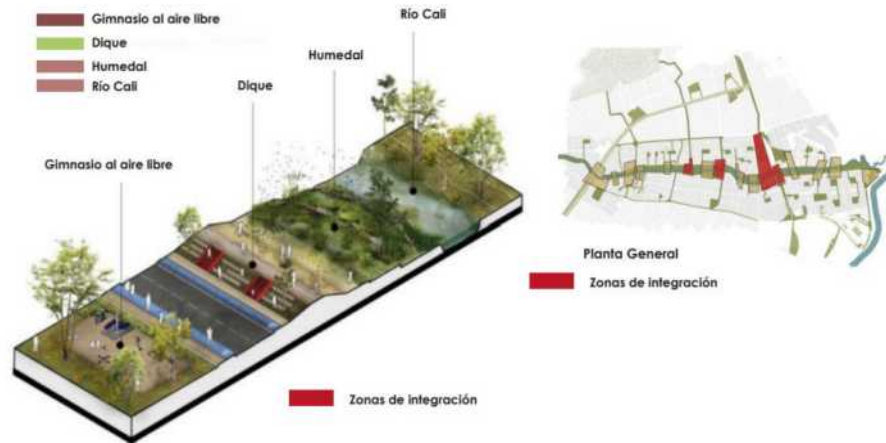 Gimnasio al aire libre
Dique
Humedal
Río Cali
Río Cali
Humedal
Dique
Gimnasio al aire libre
Planta General
Zonas de integración
Zonas de integración